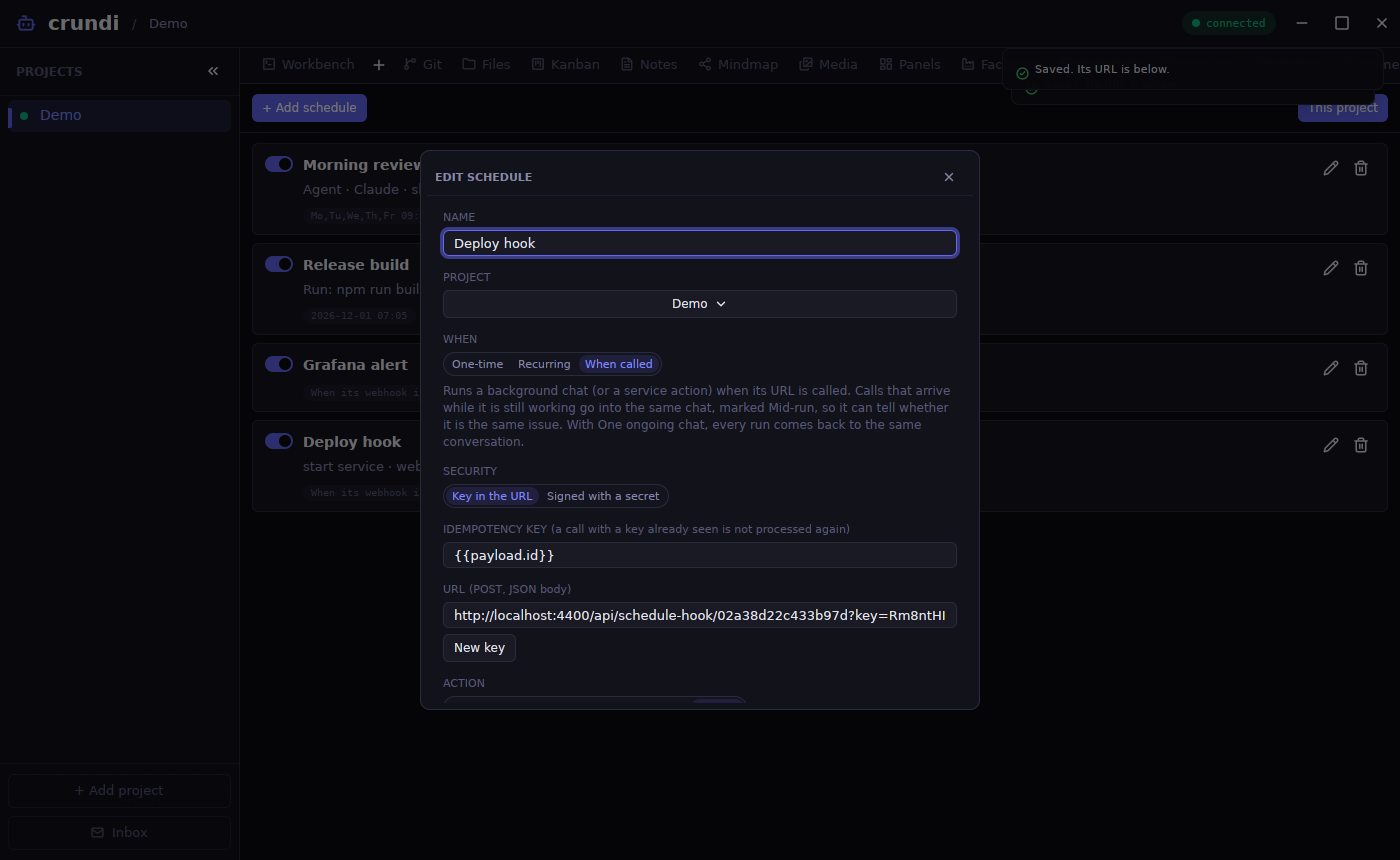 crundi / Demo
connected
PROJECTS
Workbench
Git
Files
Kanban
Notes
Mindmap
Media
Panels
Saved. Its URL is below.
Demo
+ Add schedule
This project
Morning review
Agent · Claude ·
Mo,Tu,We,Th,Fr 09:
Release build
Run: npm run buil
2026-12-01 07:05
Grafana alert
When its webhook i
Deploy hook
start service · web
When its webhook i
EDIT SCHEDULE
NAME
Deploy hook
PROJECT
Demo
WHEN
One-time Recurring When called
Runs a background chat (or a service action) when its URL is called. Calls that arrive
while it is still working go into the same chat, marked Mid-run, so it can tell whether
it is the same issue. With One ongoing chat, every run comes back to the same
conversation.
SECURITY
Key in the URL Signed with a secret
IDEMPOTENCY KEY (a call with a key already seen is not processed again)
{{payload.id}}
URL (POST, JSON body)
http://localhost:4400/api/schedule-hook/02a38d22c433b97d?key=Rm8ntHI
New key
ACTION
+ Add project
Inbox